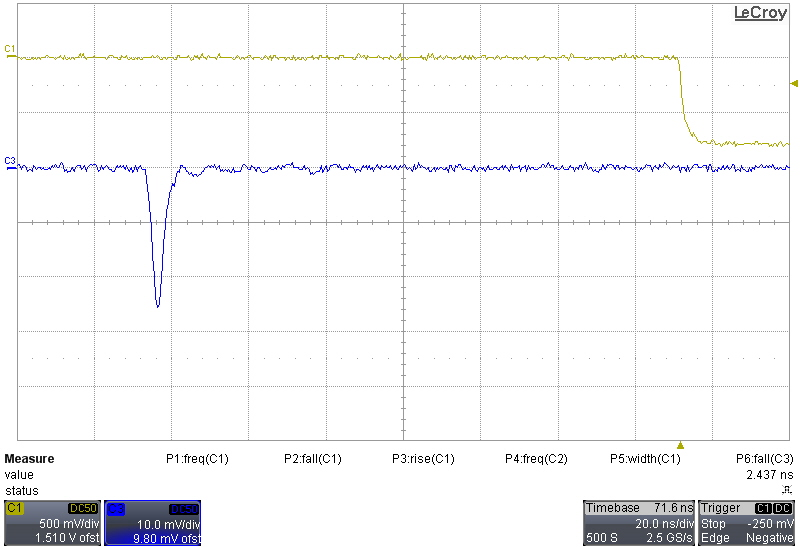 LeCroy
C1
C3
Measure P1:freq(C1) P2:fall(C1) P3:rise(C1) P4:freq(C2) P5:width(C1) P6:fall(C3)
value 2.437 ns
status
C1 DC50
500 mV/div
1.510 V ofst
C3 DC50
10.0 mV/div
9.80 mV ofst
Timebase 71.6 ns
20.0 ns/div
500 S 2.5 GS/s
Trigger C1 DC
Stop -250 mV
Edge Negative